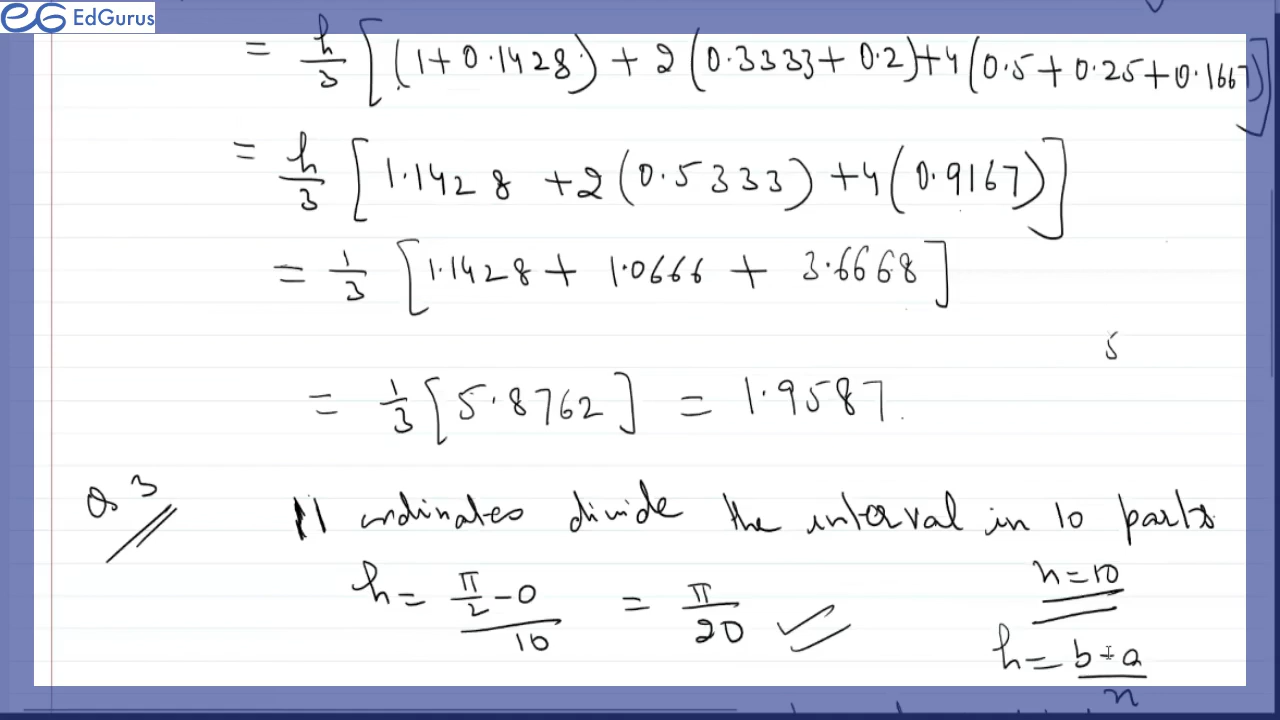 EdGurus
= h/3 [(1+0.1428) + 2(0.3333+0.2)+4(0.5+0.25+0.1667)]
= h/3 [1.1428 +2(0.5333) +4(0.9167)]
= 1/3 [1.1428 + 1.0666 + 3.6668]
5
= 1/3 [5.8762] = 1.9587.
Q.3 11 ordinates divide the interval in 10 parts.
n=10
h = (π/2 - 0)/10 = π/20
h = (b-a)/n